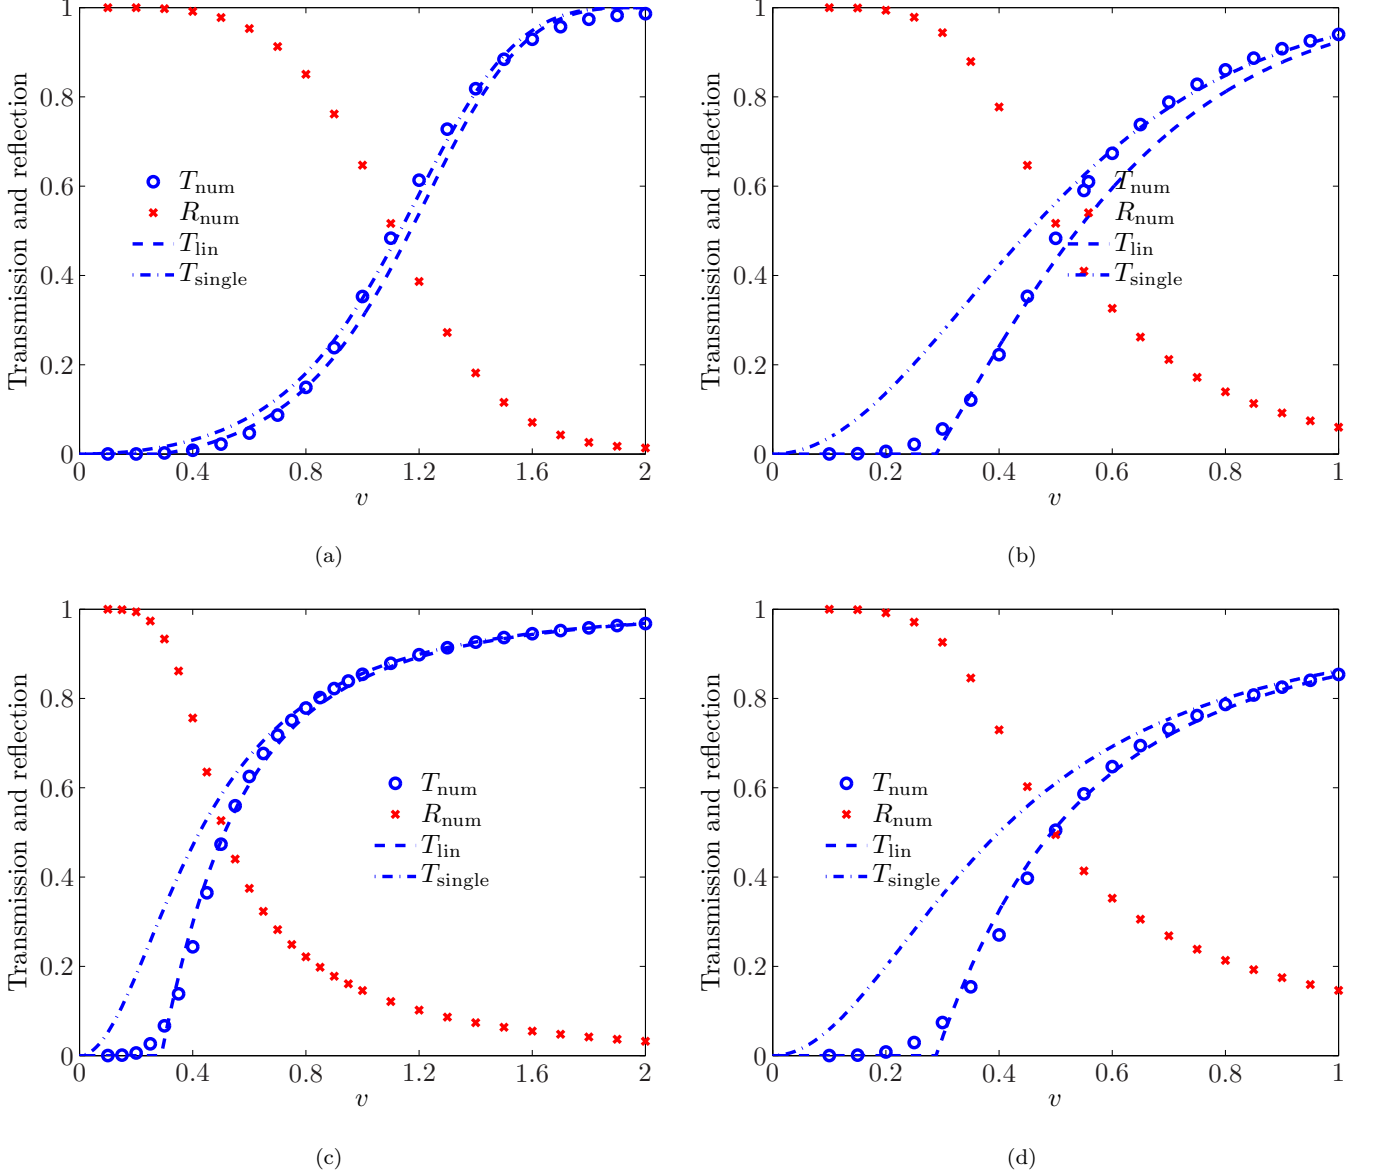 Transmission and reflection
1
0.8
0.6
0.4
0.2
0
0 0.4 0.8 1.2 1.6 2
v
T_num
R_num
T_lin
T_single
(a)
Transmission and reflection
1
0.8
0.6
0.4
0.2
0
0 0.2 0.4 0.6 0.8 1
v
T_num
R_num
T_lin
T_single
(b)
Transmission and reflection
1
0.8
0.6
0.4
0.2
0
0 0.4 0.8 1.2 1.6 2
v
T_num
R_num
T_lin
T_single
(c)
Transmission and reflection
1
0.8
0.6
0.4
0.2
0
0 0.2 0.4 0.6 0.8 1
v
T_num
R_num
T_lin
T_single
(d)